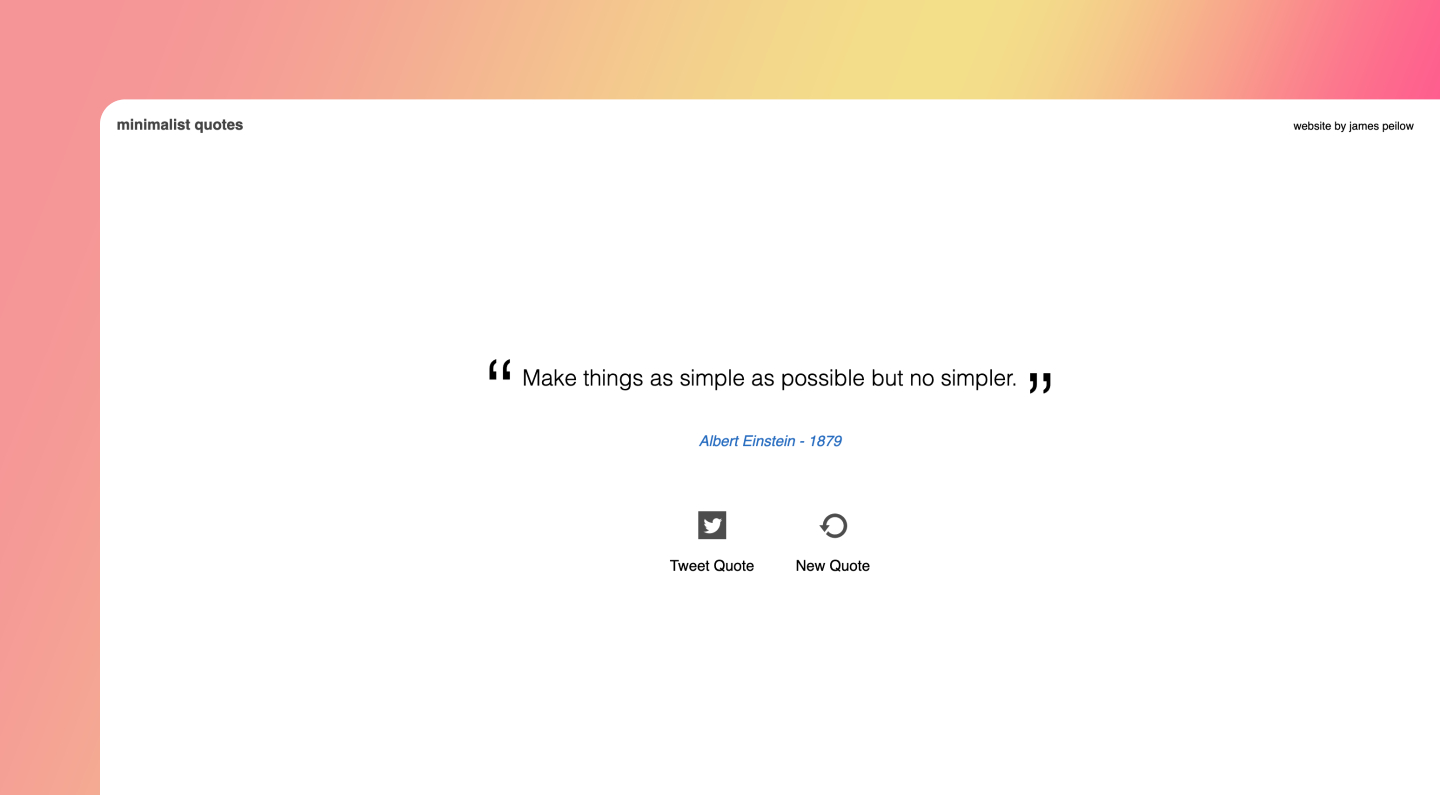 minimalist quotes
website by james peilow
“ Make things as simple as possible but no simpler. ”
Albert Einstein - 1879
Tweet Quote
New Quote